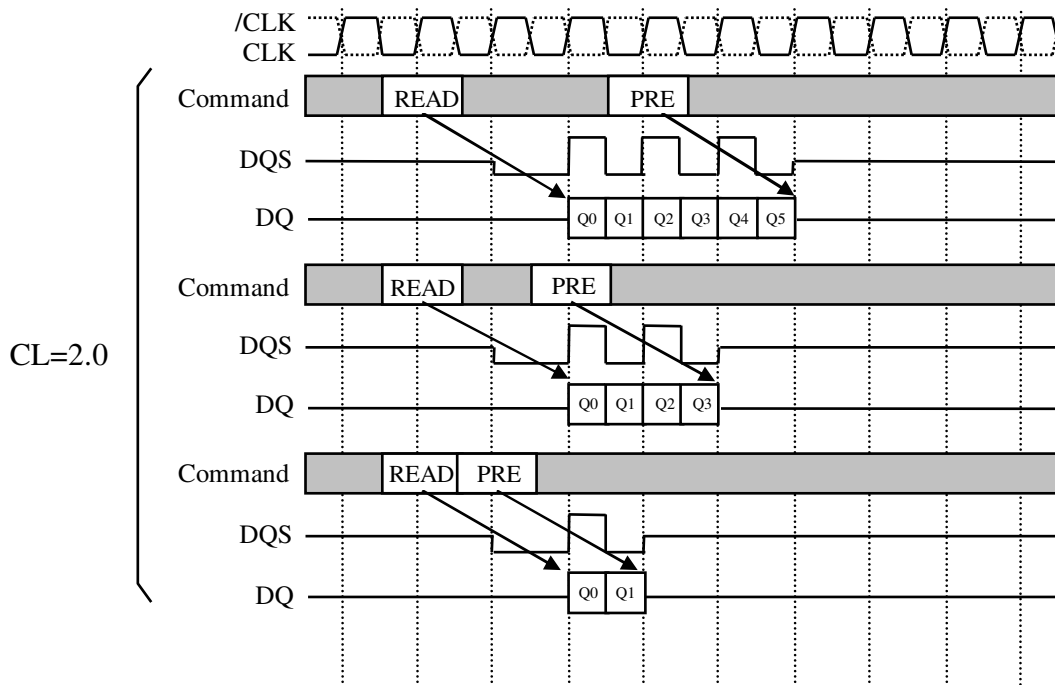 /CLK
CLK
Command READ PRE
DQS
DQ Q0 Q1 Q2 Q3 Q4 Q5
Command READ PRE
CL=2.0
DQS
DQ Q0 Q1 Q2 Q3
Command READ PRE
DQS
DQ Q0 Q1